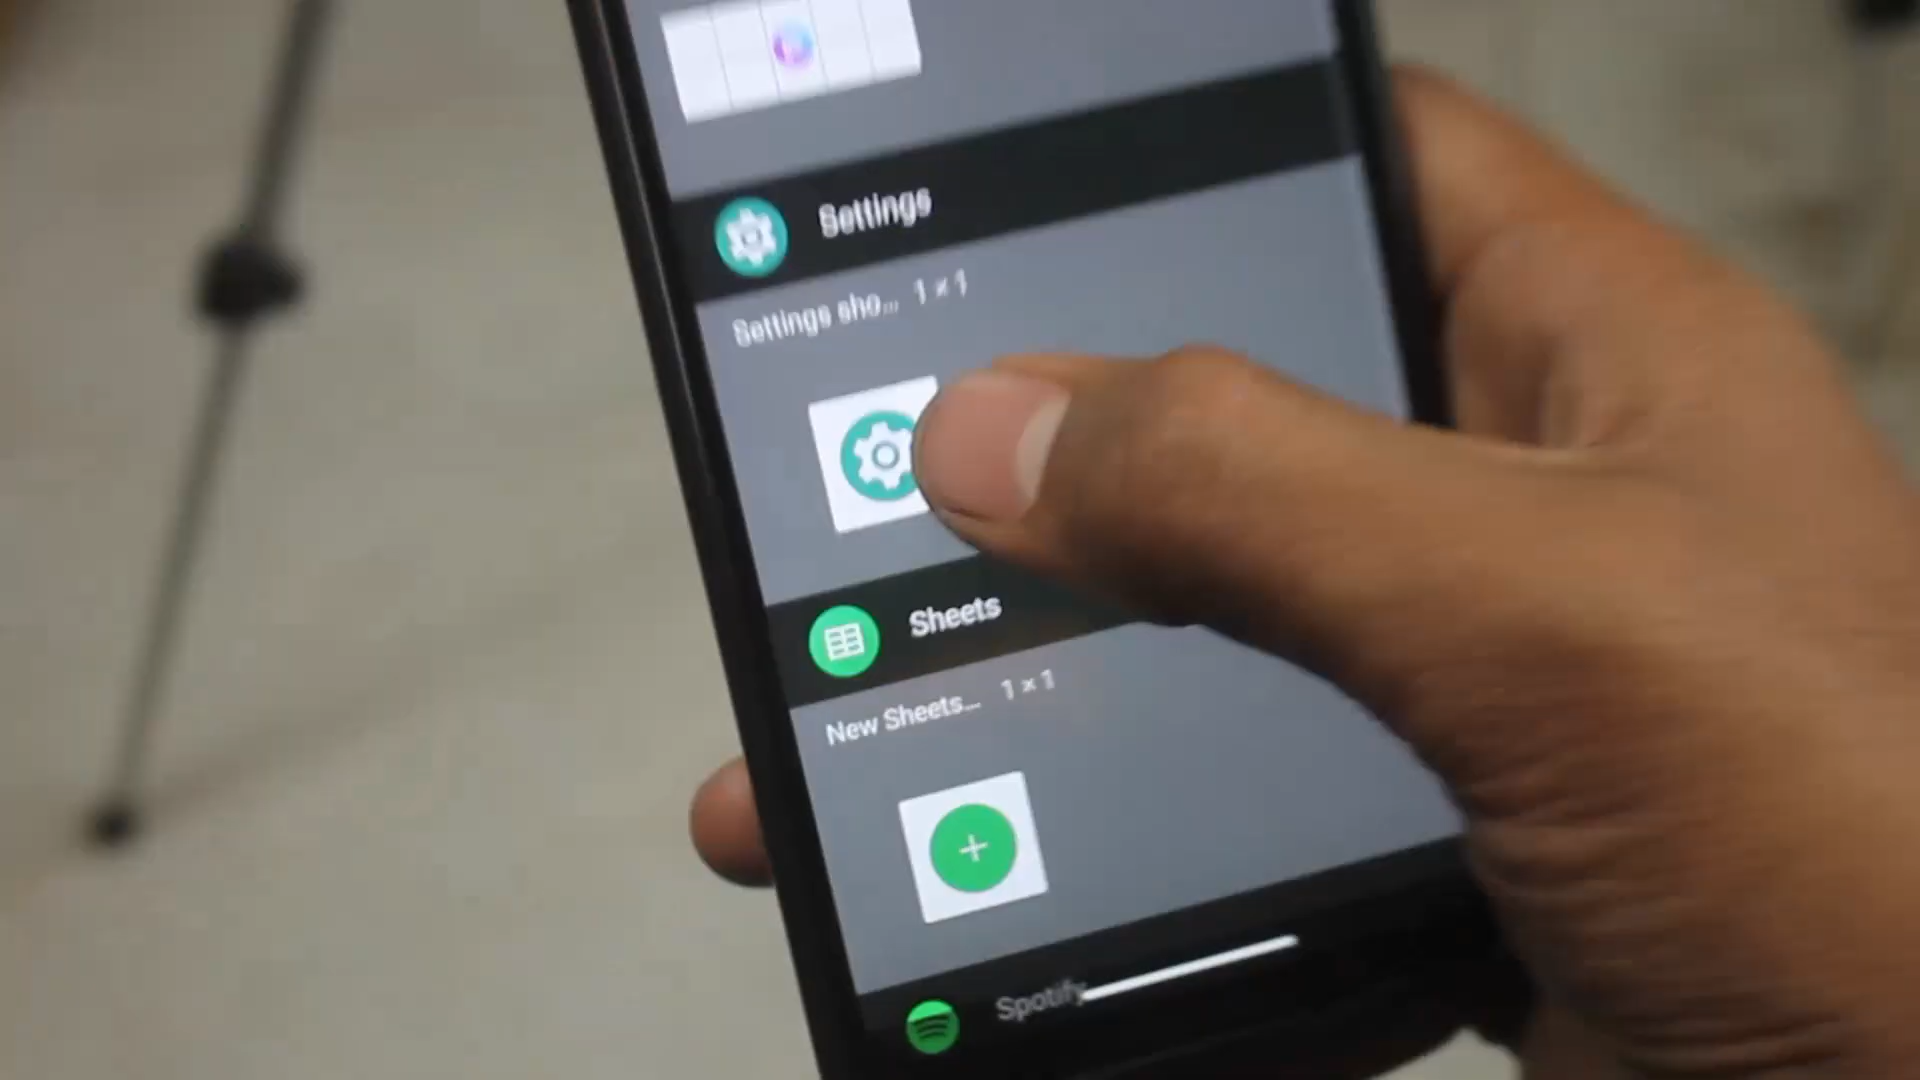 Settings
Settings sho... 1 × 1
Sheets
New Sheets... 1 × 1
Spotify